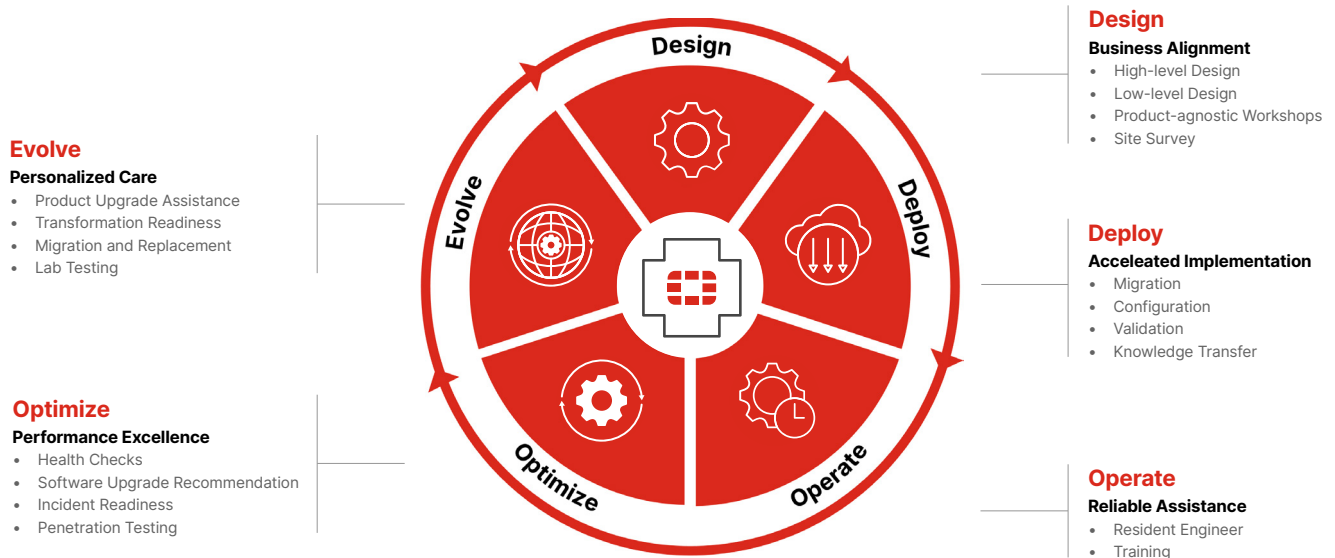 Design
Deploy
Operate
Optimize
Evolve
Design
Business Alignment
• High-level Design
• Low-level Design
• Product-agnostic Workshops
• Site Survey
Deploy
Acceleated Implementation
• Migration
• Configuration
• Validation
• Knowledge Transfer
Operate
Reliable Assistance
• Resident Engineer
• Training
Optimize
Performance Excellence
• Health Checks
• Software Upgrade Recommendation
• Incident Readiness
• Penetration Testing
Evolve
Personalized Care
• Product Upgrade Assistance
• Transformation Readiness
• Migration and Replacement
• Lab Testing